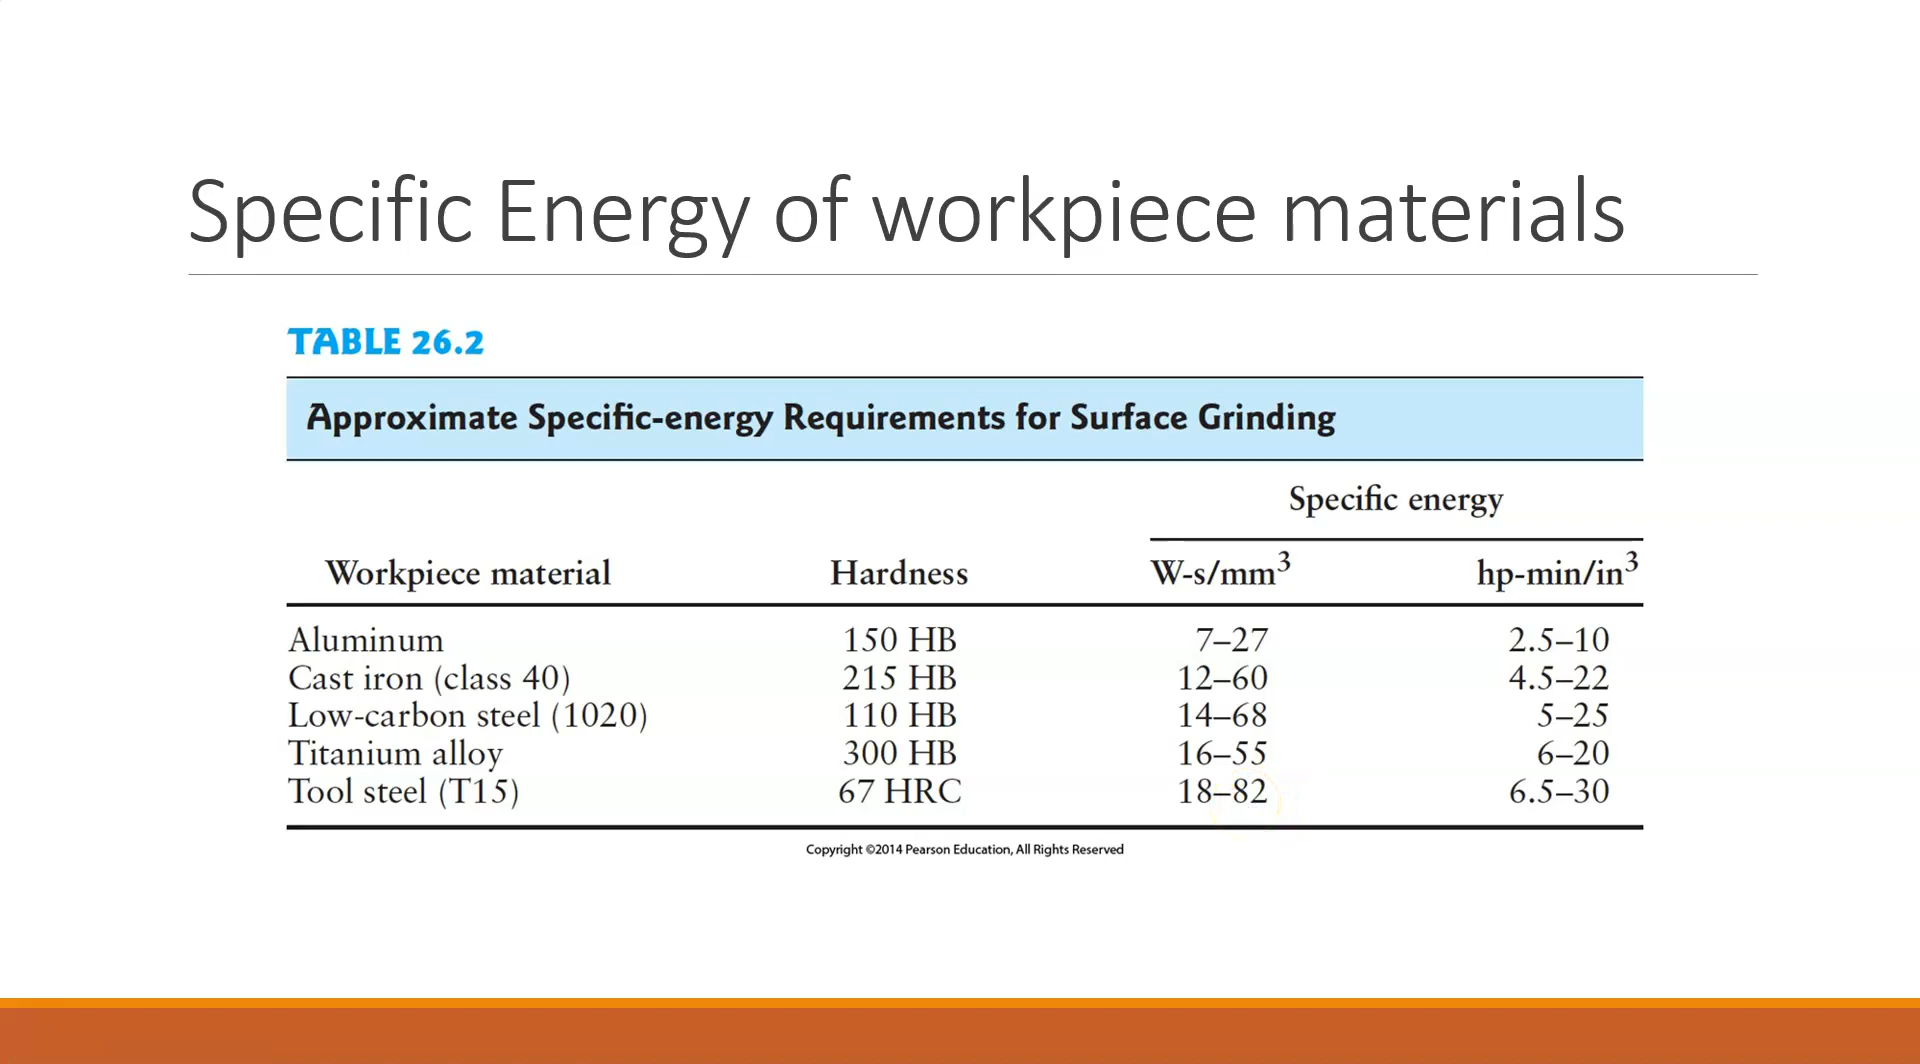 Specific Energy of workpiece materials
TABLE 26.2
Approximate Specific-energy Requirements for Surface Grinding
Specific energy
Workpiece material Hardness W-s/mm³ hp-min/in³
Aluminum 150 HB 7–27 2.5–10
Cast iron (class 40) 215 HB 12–60 4.5–22
Low-carbon steel (1020) 110 HB 14–68 5–25
Titanium alloy 300 HB 16–55 6–20
Tool steel (T15) 67 HRC 18–82 6.5–30
Copyright ©2014 Pearson Education, All Rights Reserved